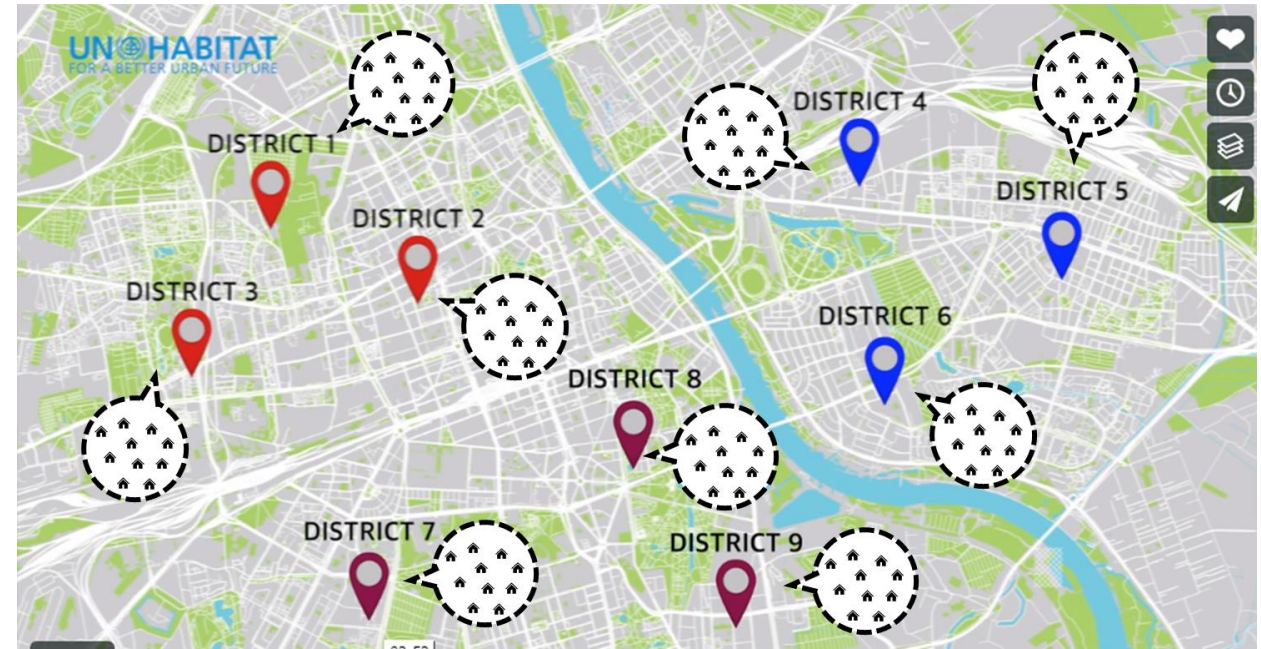 UN HABITAT
FOR A BETTER URBAN FUTURE
DISTRICT 1
DISTRICT 2
DISTRICT 3
DISTRICT 4
DISTRICT 5
DISTRICT 6
DISTRICT 8
DISTRICT 7
DISTRICT 9